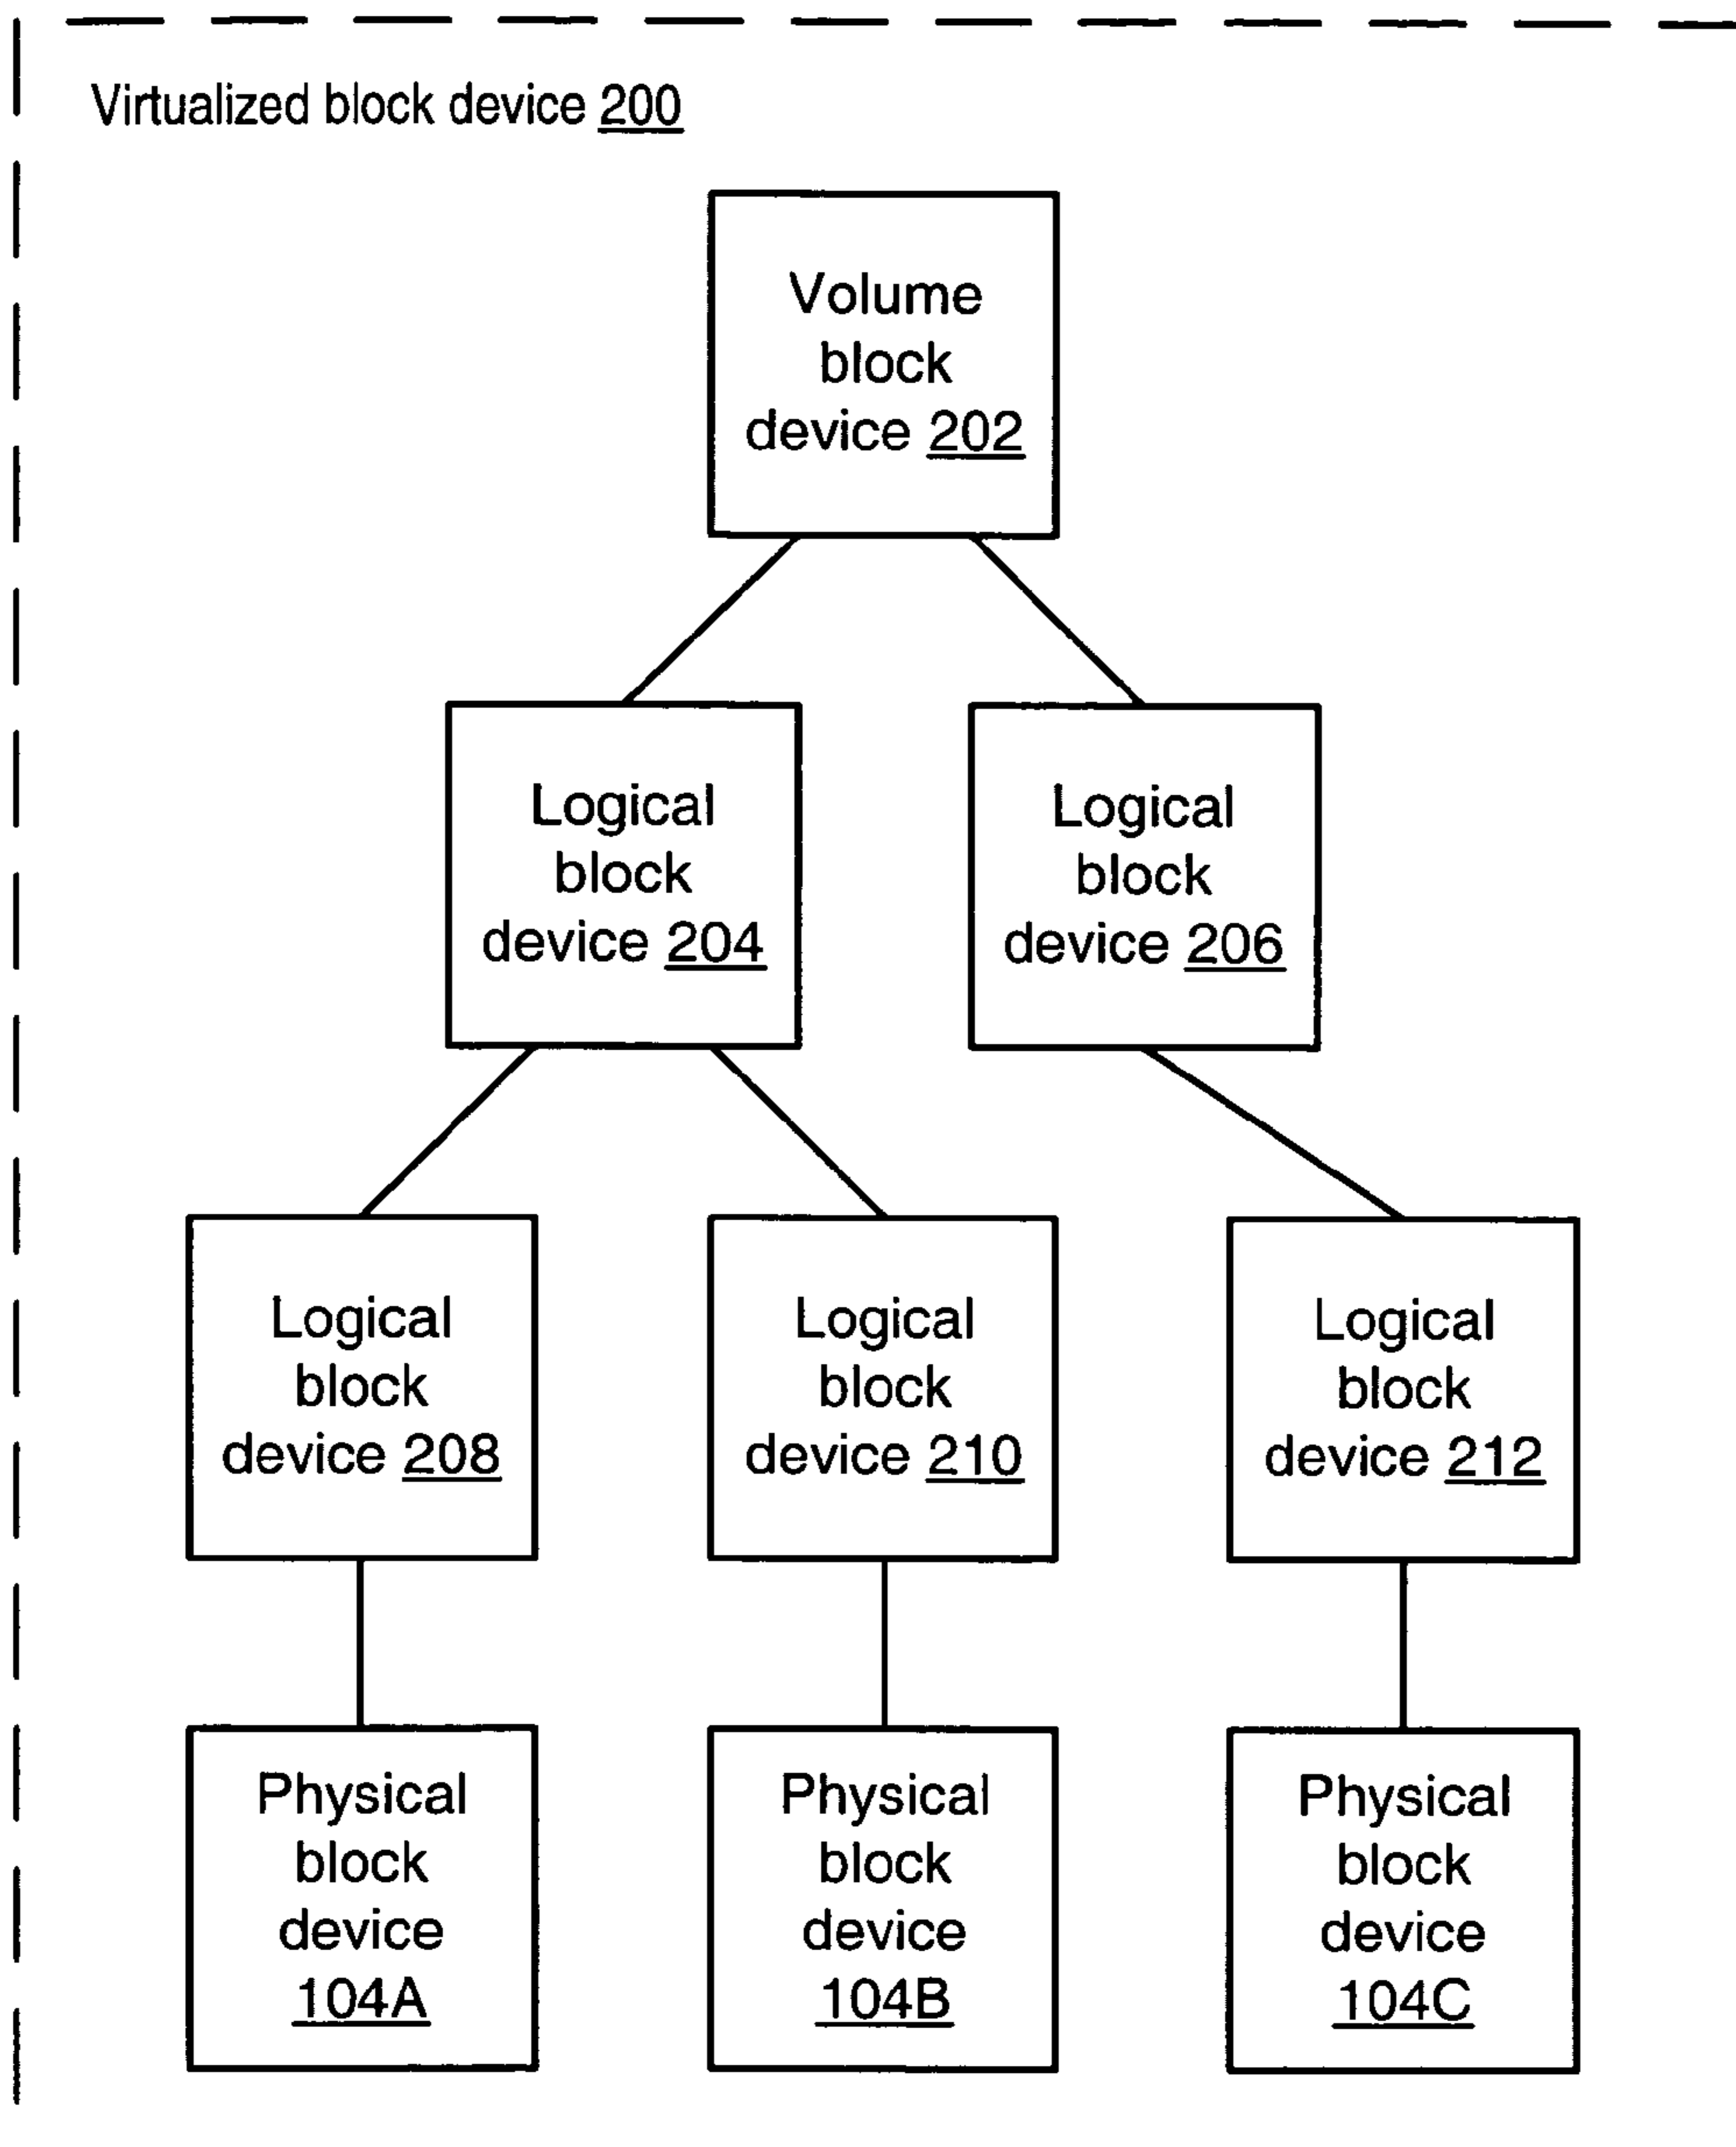 Virtualized block device 200
Volume
block
device 202
Logical
block
device 204
Logical
block
device 206
Logical
block
device 208
Logical
block
device 210
Logical
block
device 212
Physical
block
device
104A
Physical
block
device
104B
Physical
block
device
104C